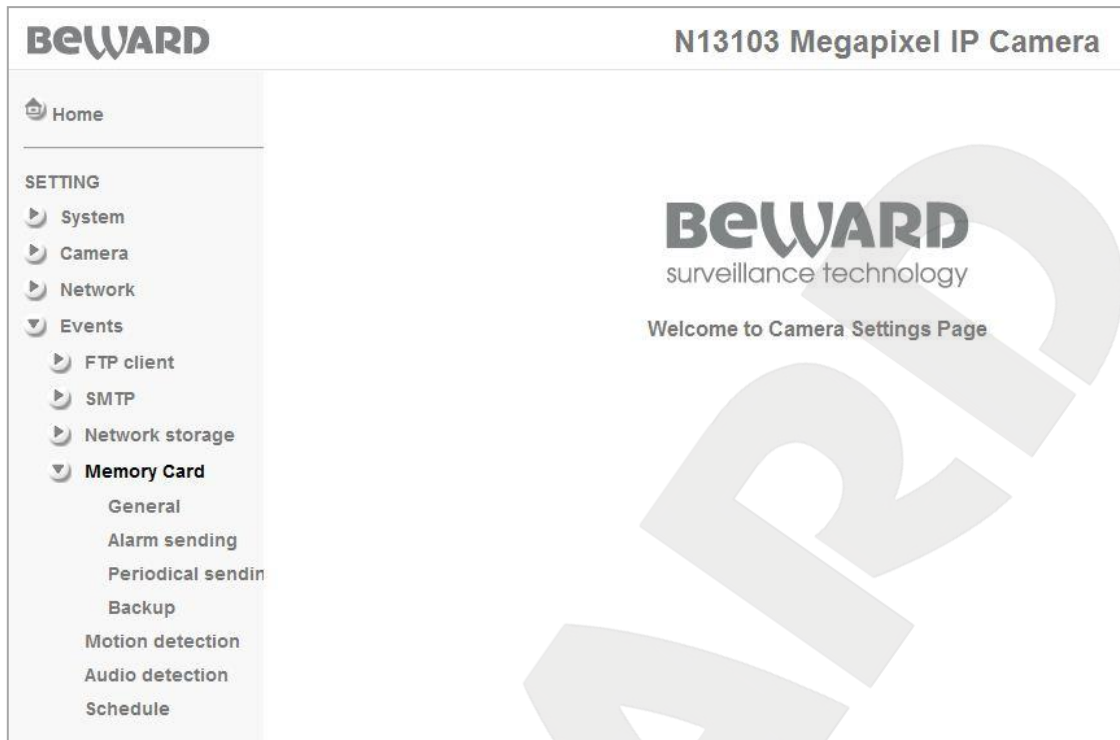 BEWARD
N13103 Megapixel IP Camera
Home
SETTING
System
Camera
Network
Events
FTP client
SMTP
Network storage
Memory Card
General
Alarm sending
Periodical sendin
Backup
Motion detection
Audio detection
Schedule
BEWARD
surveillance technology
Welcome to Camera Settings Page
ARD